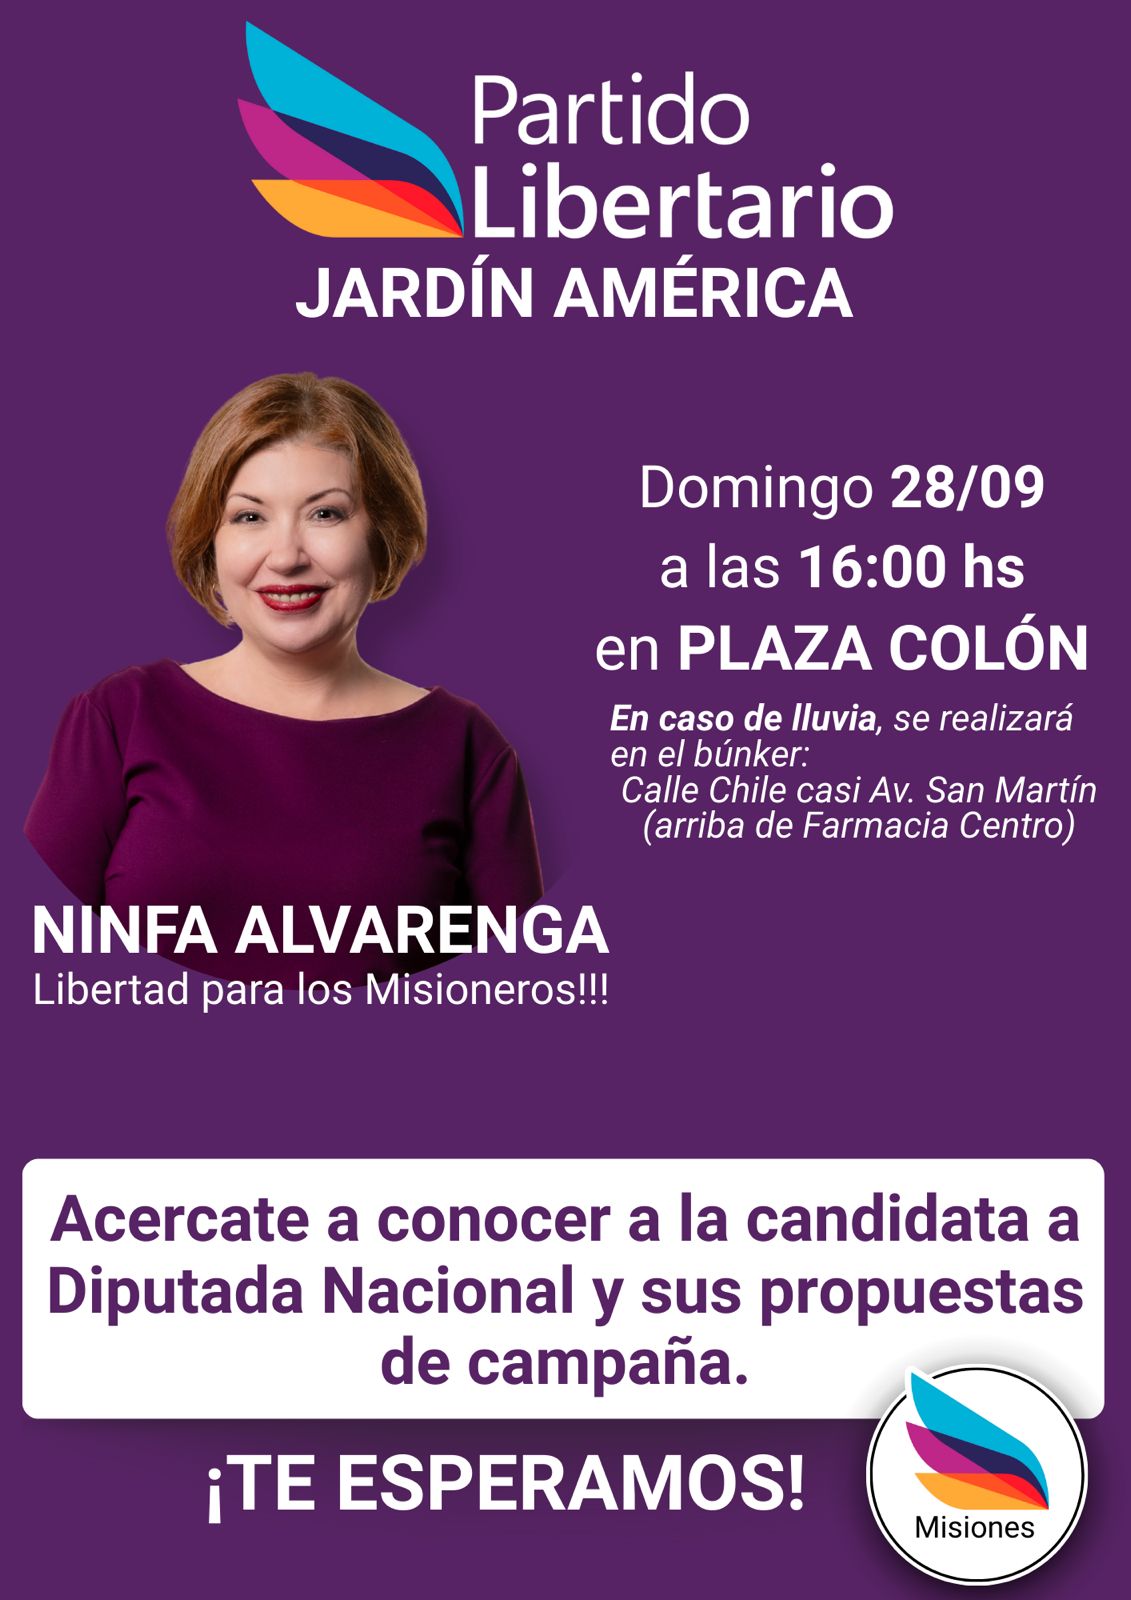 Partido
Libertario
JARDÍN AMÉRICA
Domingo 28/09
a las 16:00 hs
en PLAZA COLÓN
En caso de lluvia, se realizará
en el búnker:
Calle Chile casi Av. San Martín
(arriba de Farmacia Centro)
NINFA ALVARENGA
Libertad para los Misioneros!!!
Acercate a conocer a la candidata a
Diputada Nacional y sus propuestas
de campaña.
¡TE ESPERAMOS!
Misiones